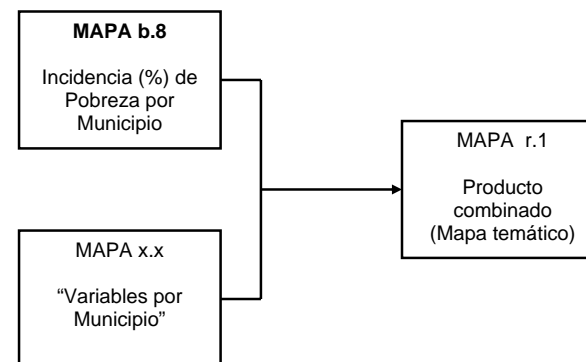 MAPA b.8
Incidencia (%) de
Pobreza por
Municipio
MAPA x.x
“Variables por
Municipio”
MAPA r.1
Producto
combinado
(Mapa temático)